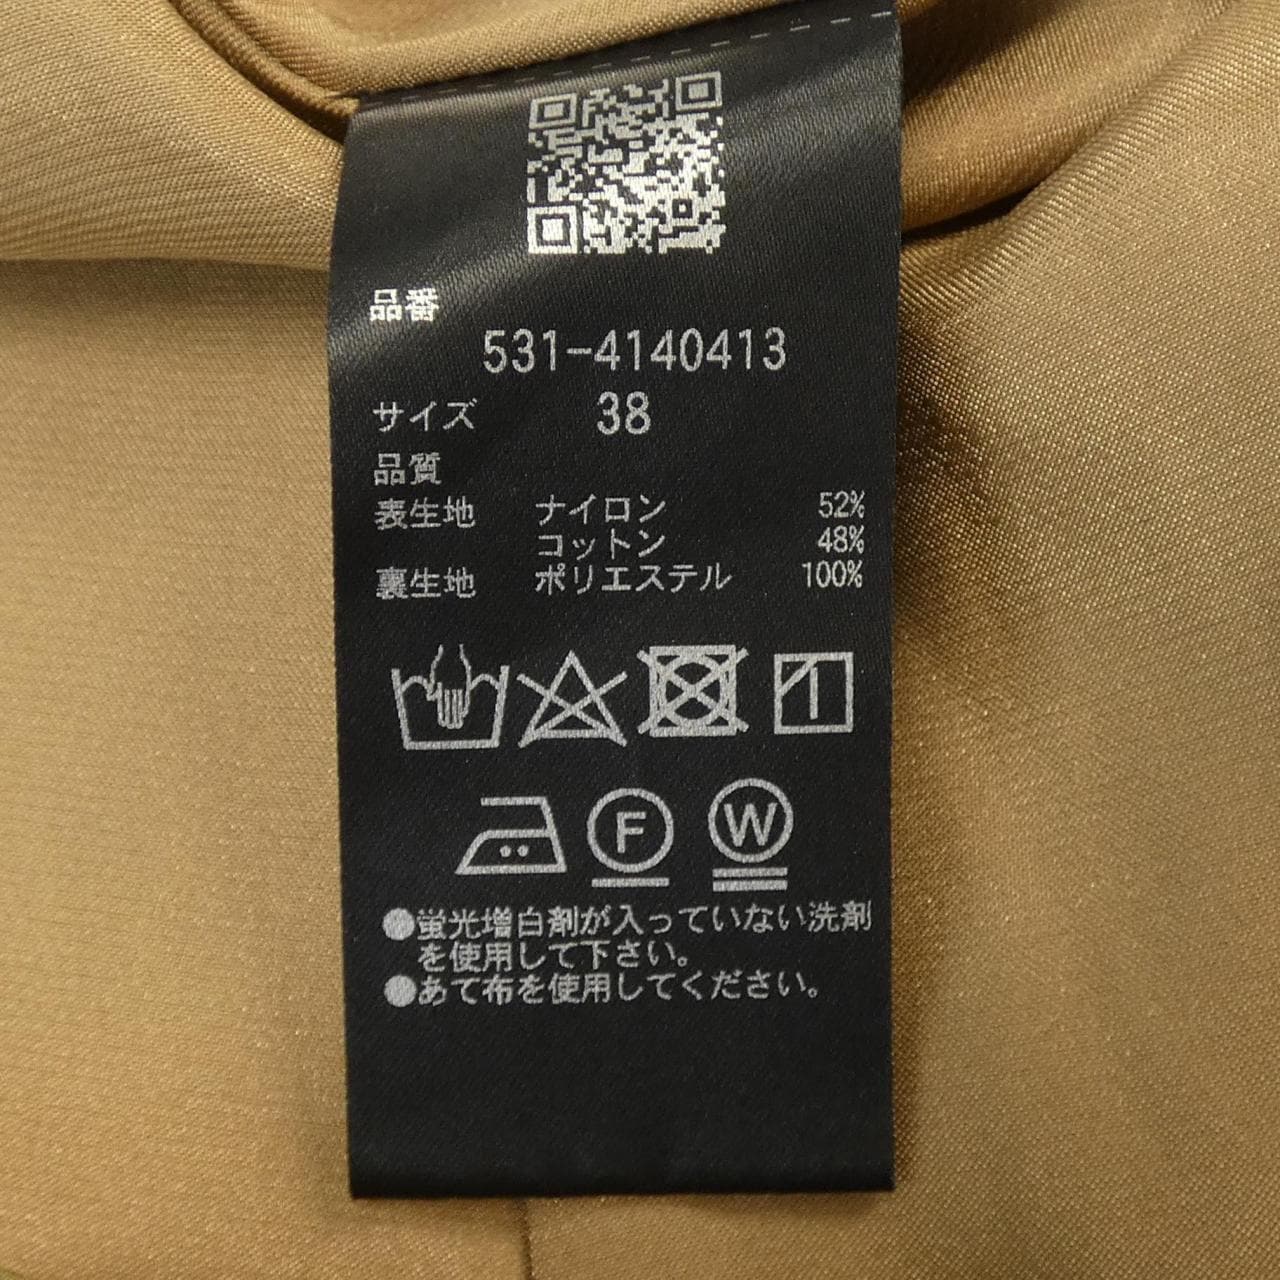 品番
531-4140413
サイズ 38
品質
表生地 ナイロン 52%
コットン 48%
裏生地 ポリエステル 100%
F W
●蛍光増白剤が入っていない洗剤
を使用して下さい。
●あて布を使用してください。